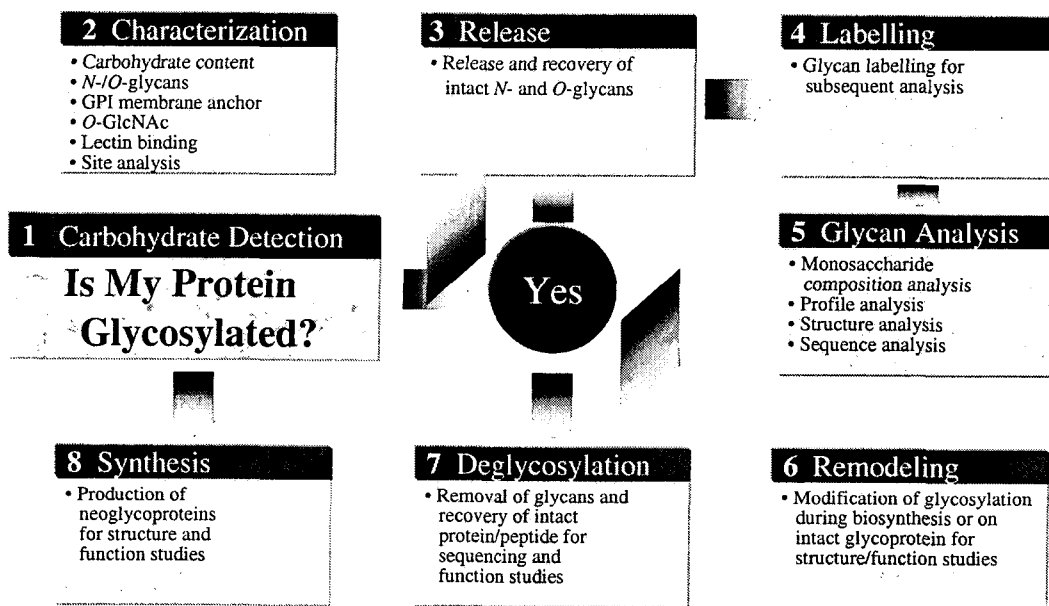 2 Characterization
• Carbohydrate content
• N-/O-glycans
• GPI membrane anchor
• O-GlcNAc
• Lectin binding
• Site analysis
3 Release
• Release and recovery of
intact N- and O-glycans
4 Labelling
• Glycan labelling for
subsequent analysis
1 Carbohydrate Detection
Is My Protein
Glycosylated?
Yes
5 Glycan Analysis
• Monosaccharide
composition analysis
• Profile analysis
• Structure analysis
• Sequence analysis
8 Synthesis
• Production of
neoglycoproteins
for structure and
function studies
7 Deglycosylation
• Removal of glycans and
recovery of intact
protein/peptide for
sequencing and
function studies
6 Remodeling
• Modification of glycosylation
during biosynthesis or on
intact glycoprotein for
structure/function studies